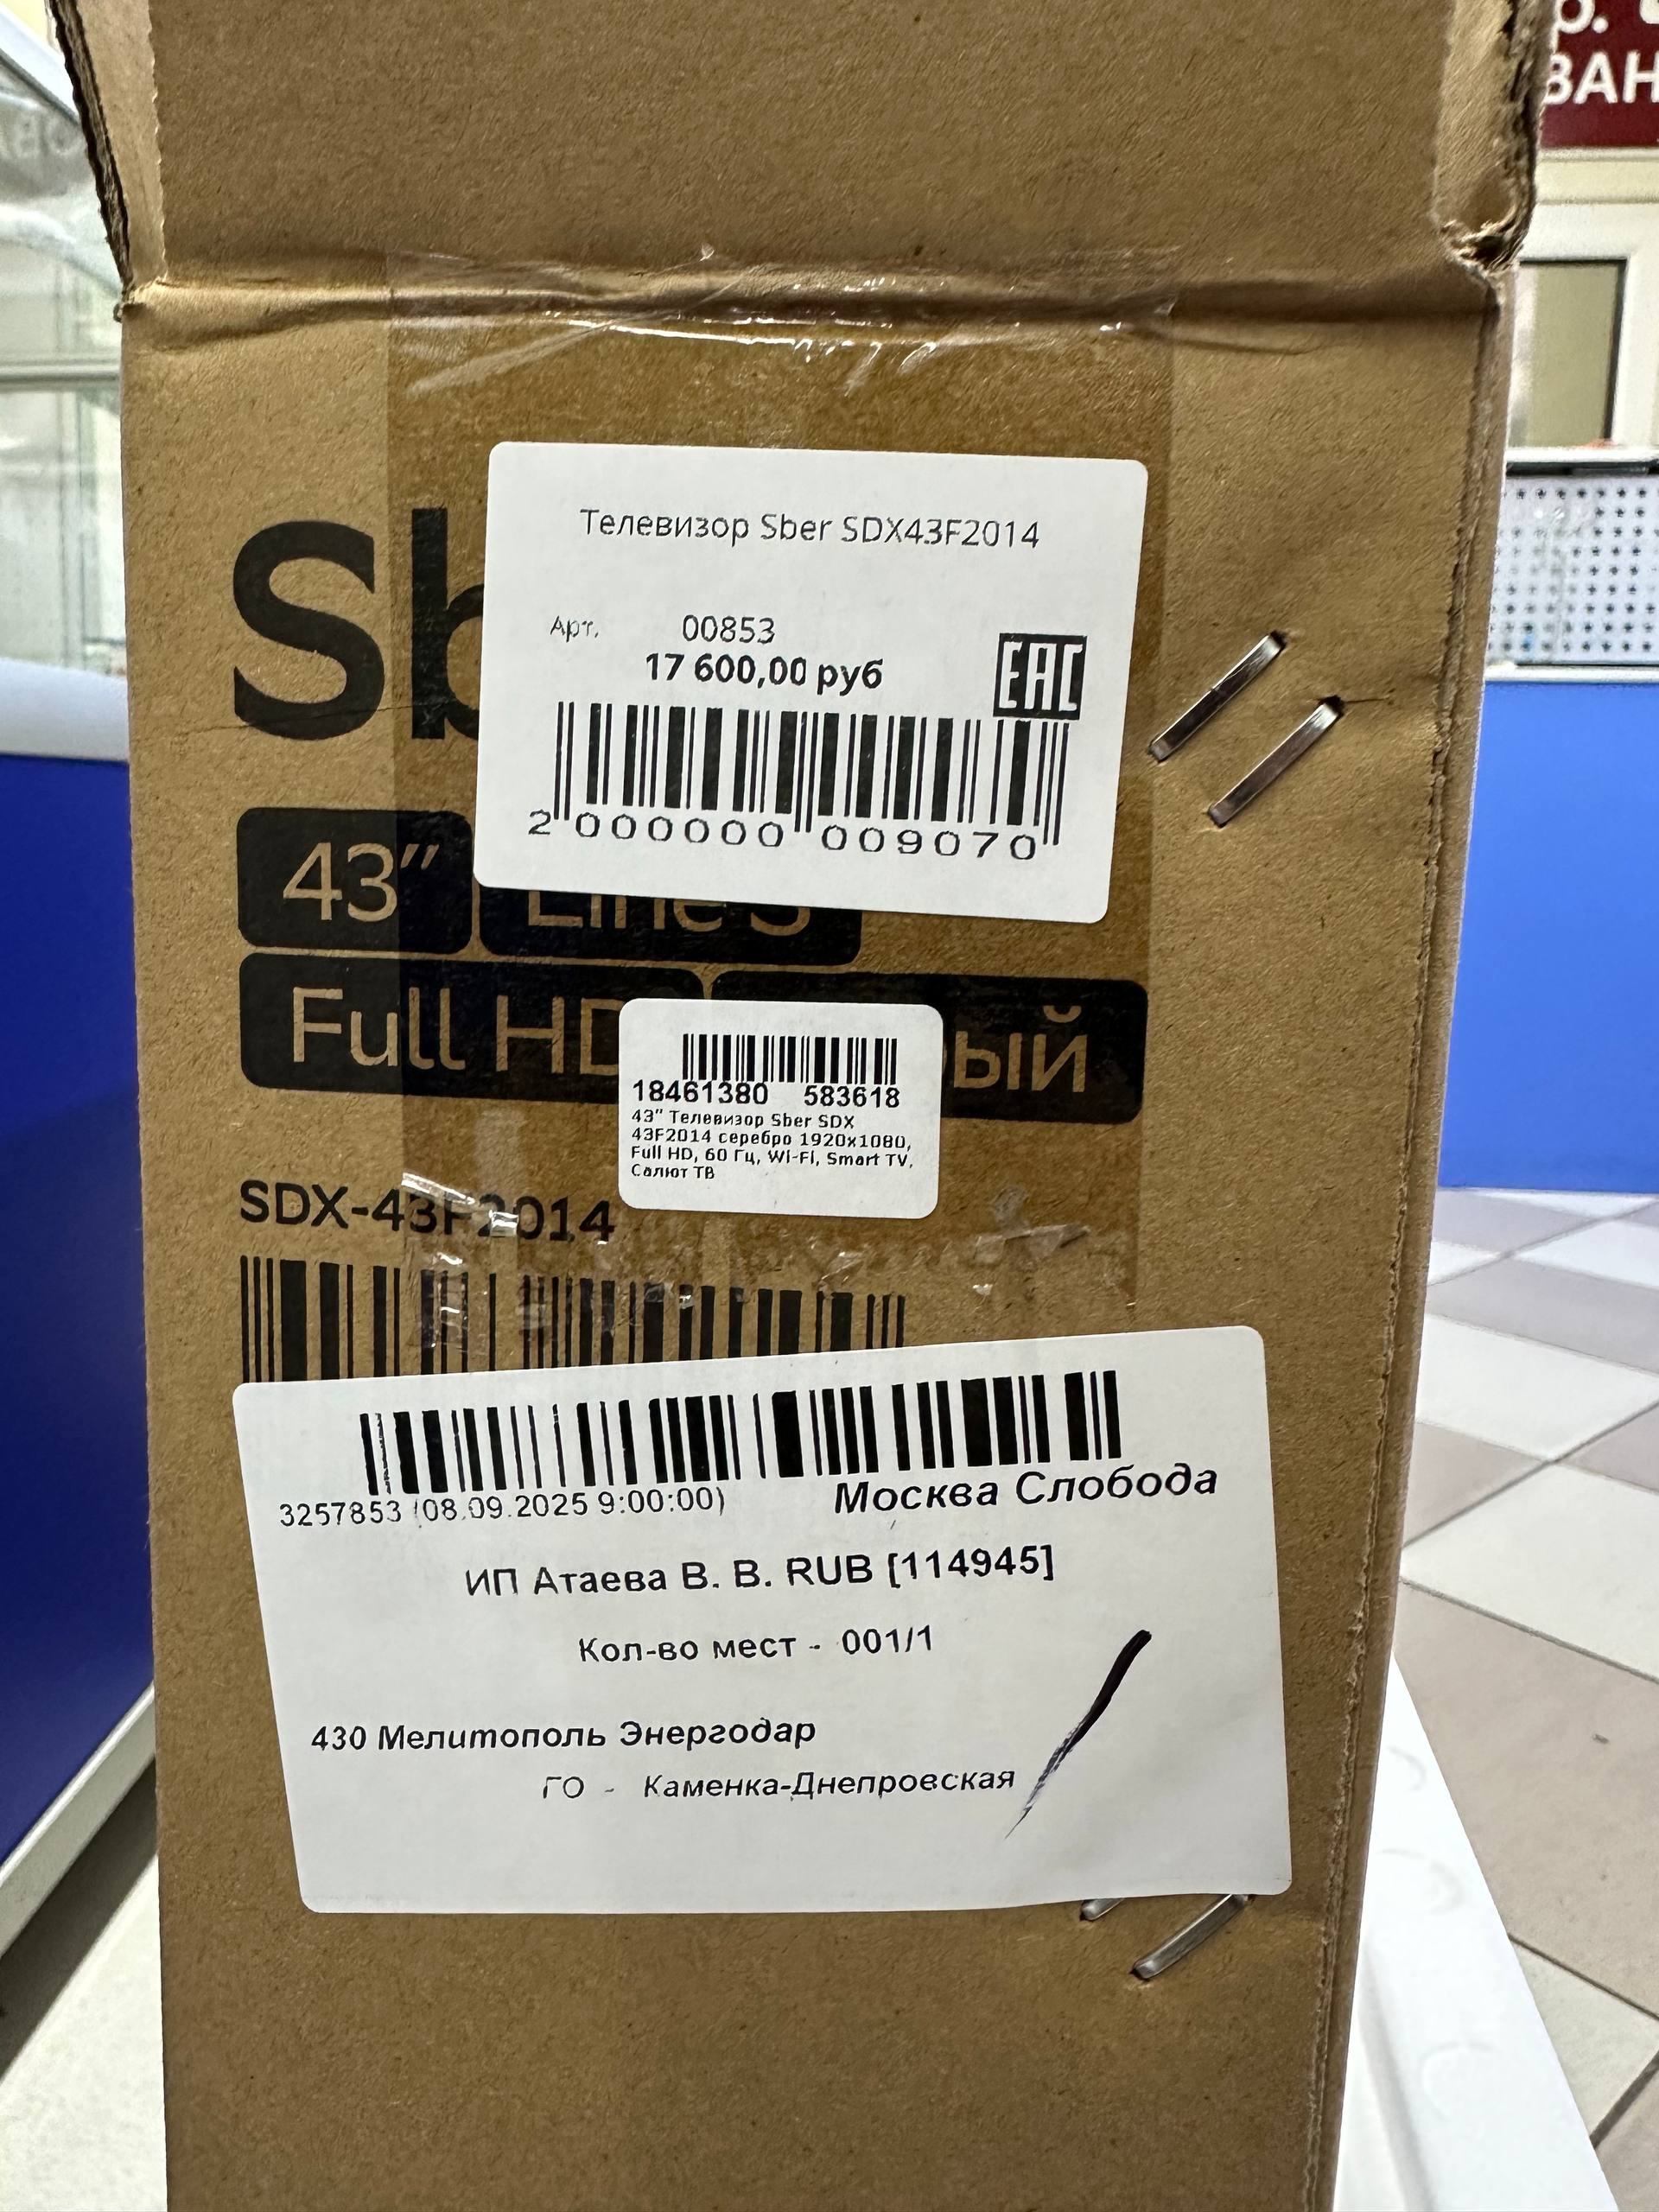 ВАН
Sb
Телевизор Sber SDX43F2014
Арт. 00853
17 600,00 руб
EAC
2 000000 009070
43″ Line S
Full HD
ый
18461380 583618
43" Телевизор Sber SDX
43F2014 серебро 1920x1080,
Full HD, 60 Гц, Wi-Fi, Smart TV,
Салют ТВ
SDX-43F2014
3257853 (08.09.2025 9:00:00) Москва Слобода
ИП Атаева В. В. RUB [114945]
Кол-во мест - 001/1
430 Мелитополь Энергодар
ГО - Каменка-Днепровская